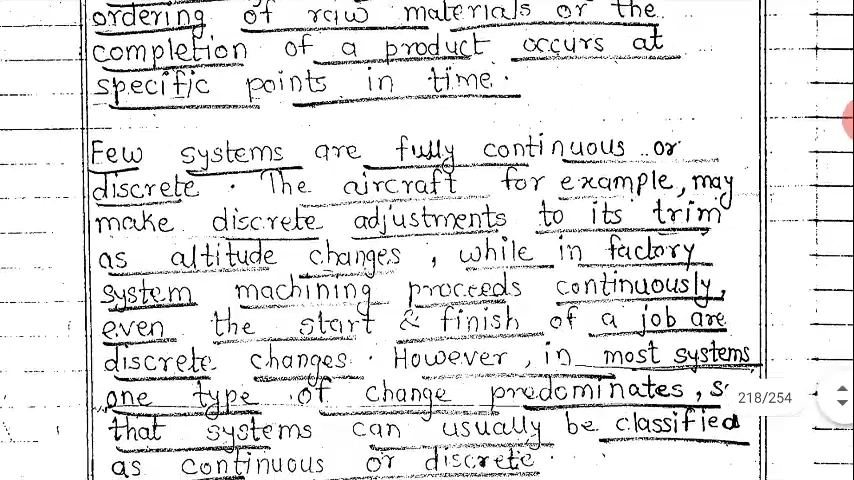 ordering of raw materials or the
completion of a product occurs at
specific points in time.
Few systems are fully continuous or
discrete. The aircraft for example, may
make discrete adjustments to its trim
as altitude changes, while in factory
system machining proceeds continuously,
even the start & finish of a job are
discrete changes. However, in most systems
one type of change predominates, s
218/254
that systems can usually be classified
as continuous or discrete.